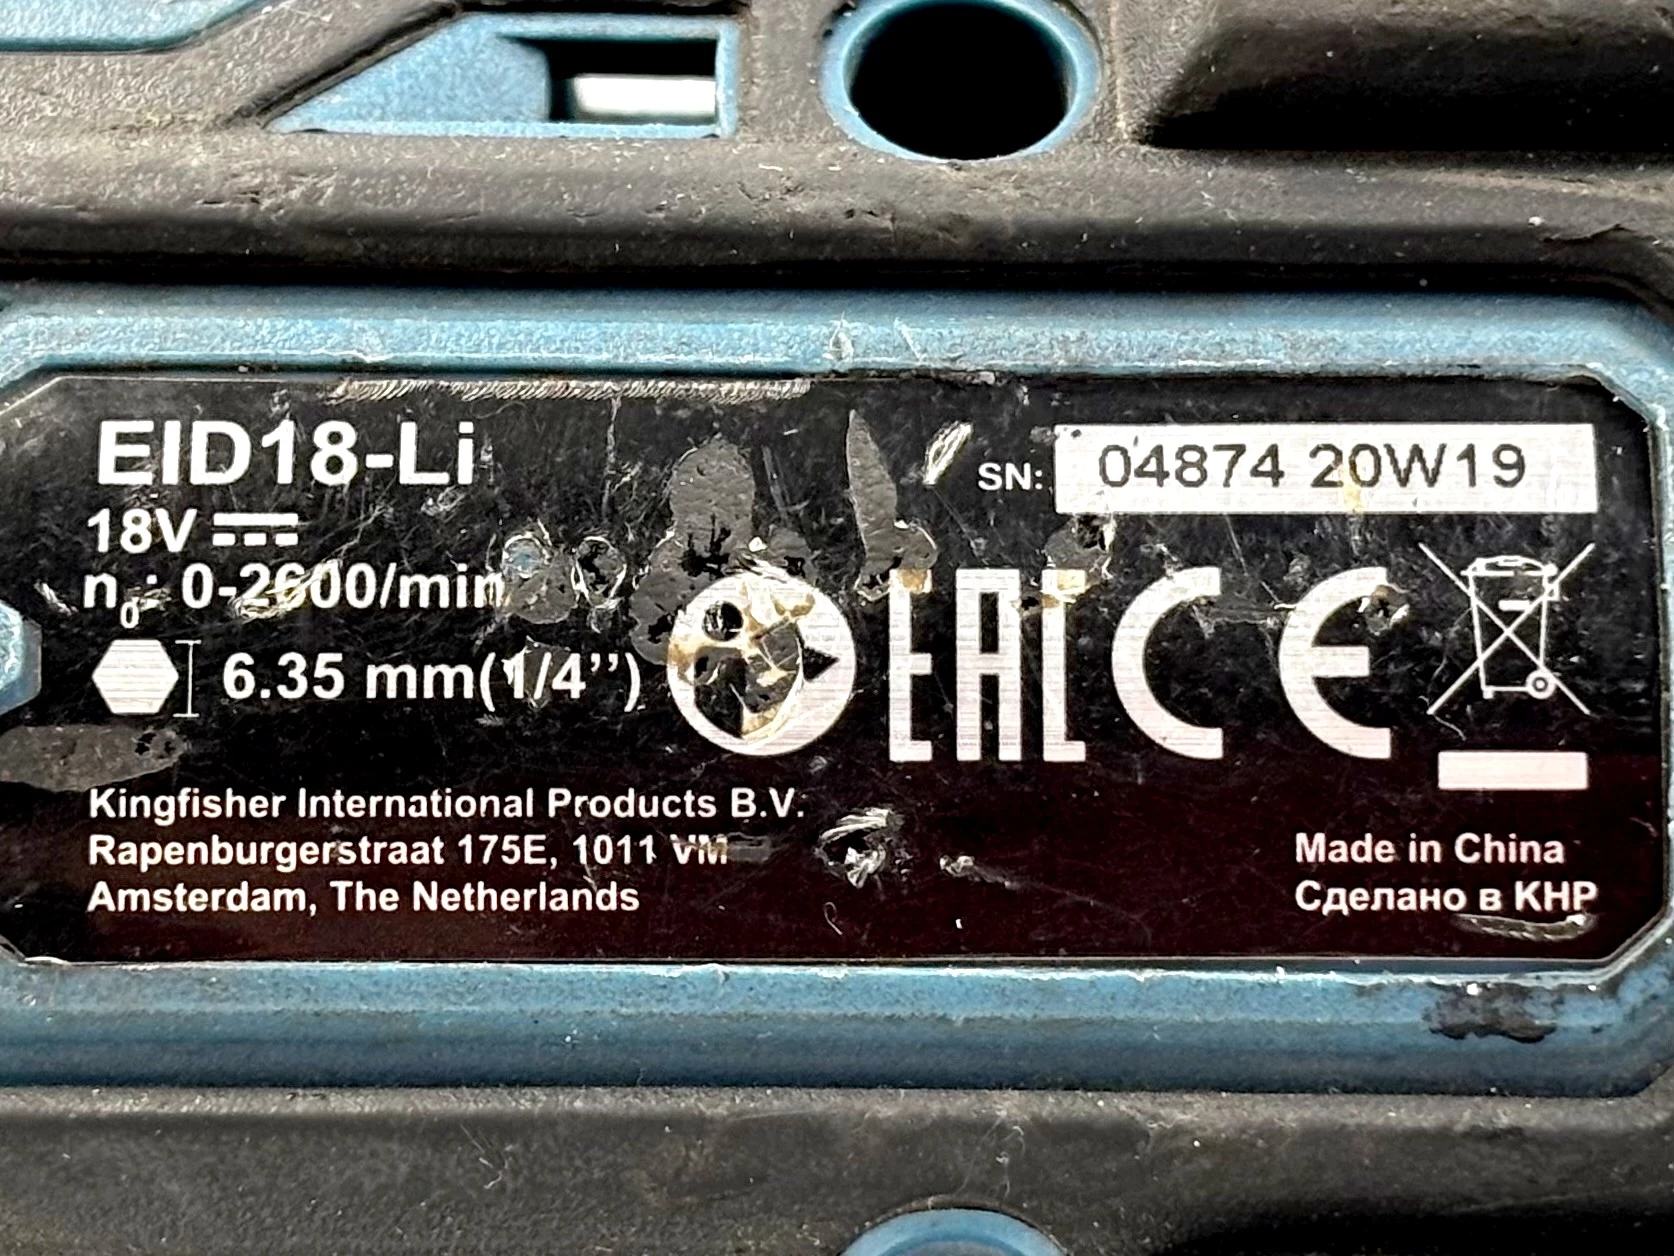 EID18-Li
SN: 04874 20W19
18V
n0: 0-2600/min
6.35 mm(1/4’’)
EAC CE
Kingfisher International Products B.V.
Rapenburgerstraat 175E, 1011 VM
Amsterdam, The Netherlands
Made in China
Сделано в КНР